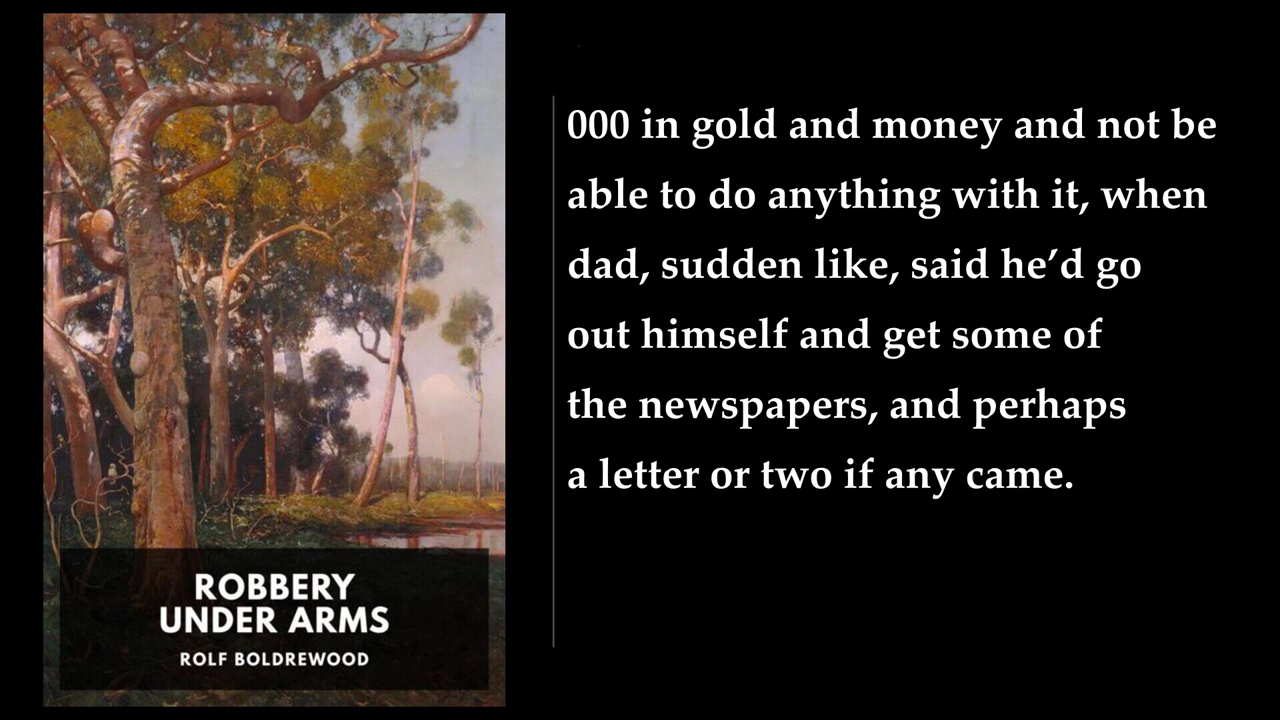 ROBBERY
UNDER ARMS
ROLF BOLDREWOOD
000 in gold and money and not be
able to do anything with it, when
dad, sudden like, said he’d go
out himself and get some of
the newspapers, and perhaps
a letter or two if any came.